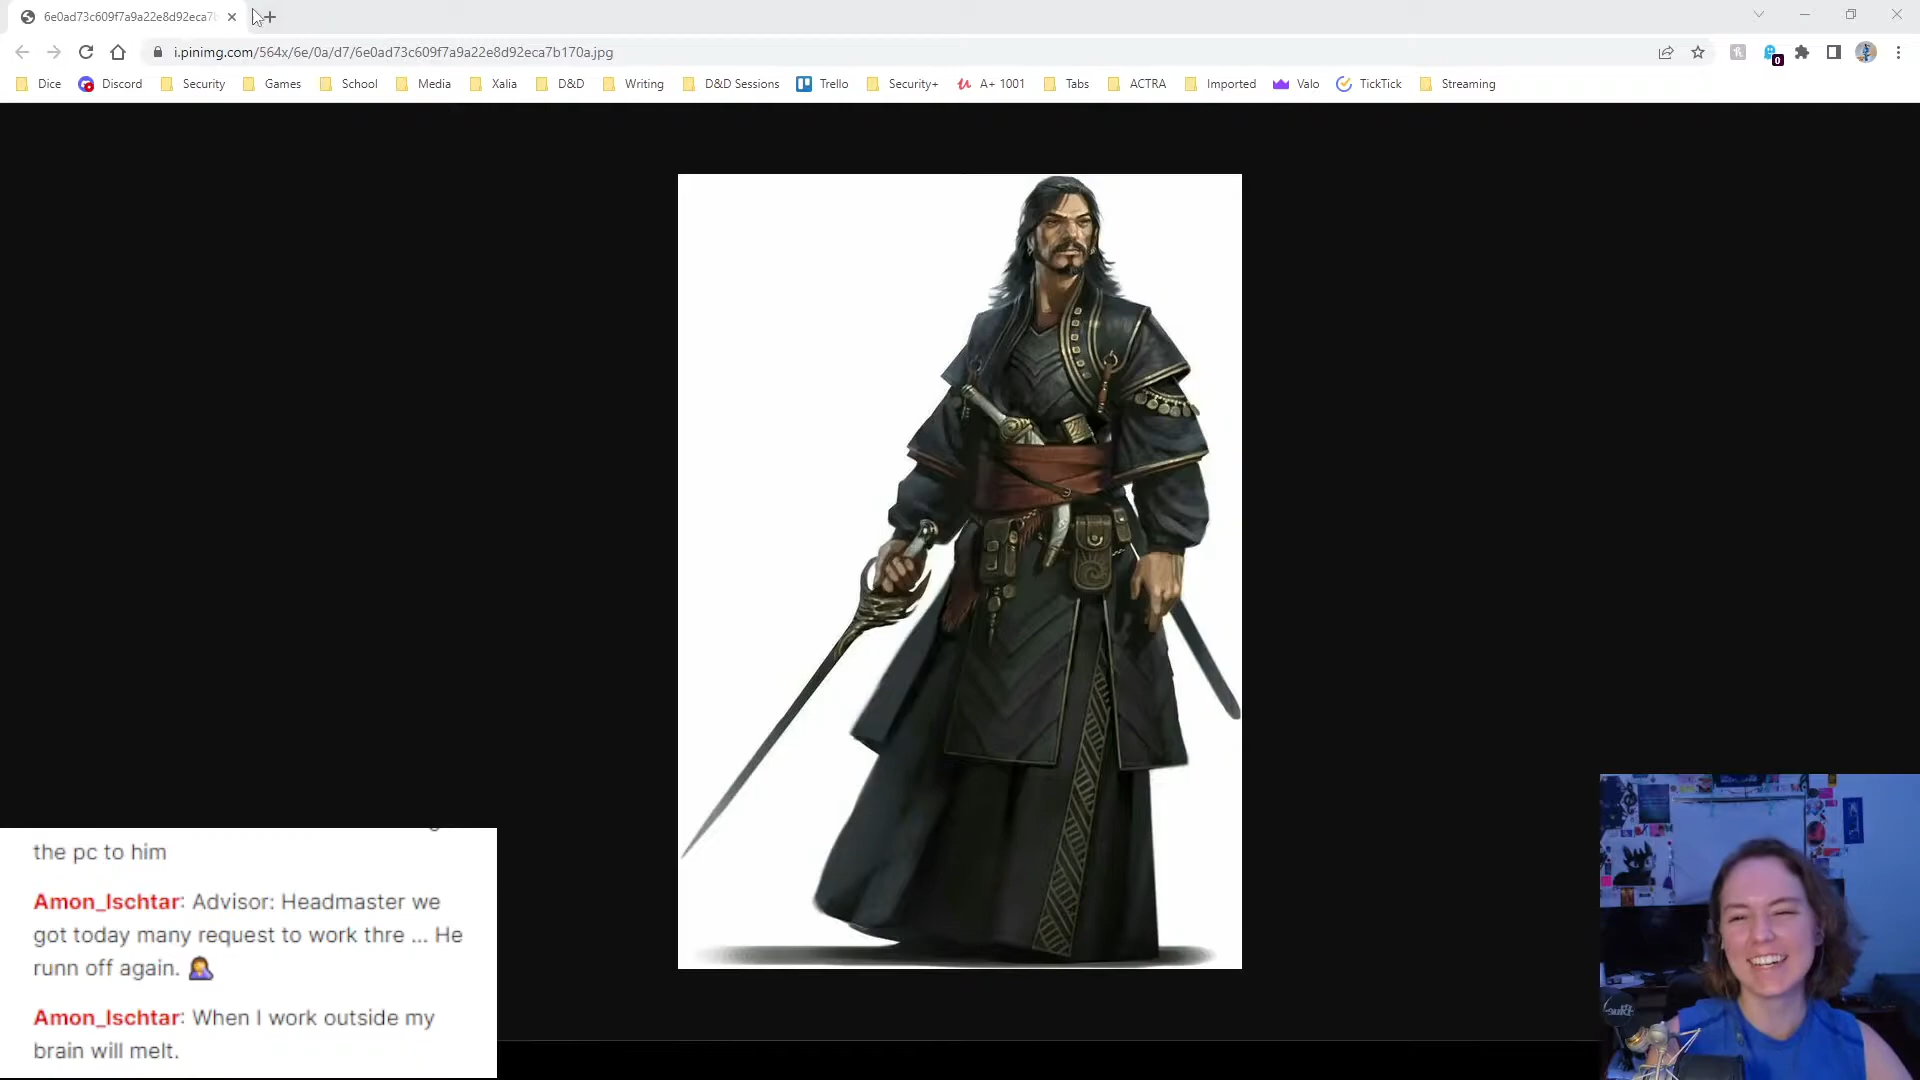 6e0ad73c609f7a9a22e8d92eca7b
i.pinimg.com/564x/6e/0a/d7/6e0ad73c609f7a9a22e8d92eca7b170a.jpg
0
Dice Discord Security Games School Media Xalia D&D Writing D&D Sessions Trello Security+ A+ 1001 Tabs ACTRA Imported Valo TickTick Streaming
the pc to him
Amon_Ischtar: Advisor: Headmaster we
got today many request to work thre ... He
runn off again.
Amon_Ischtar: When I work outside my
brain will melt.